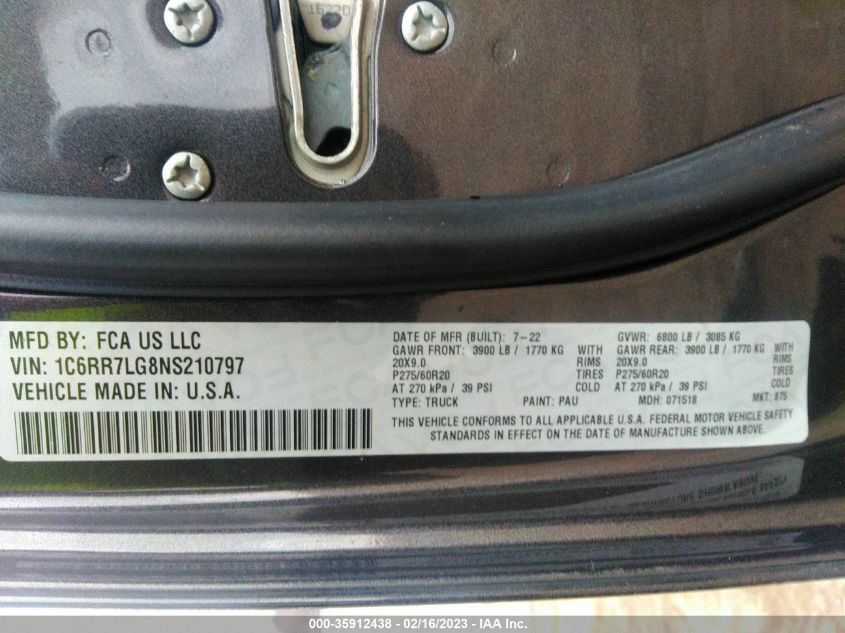 15220
MFD BY: FCA US LLC
VIN: 1C6RR7LG8NS210797
VEHICLE MADE IN: U.S.A.
DATE OF MFR (BUILT): 7-22 GVWR: 6800 LB / 3085 KG
GAWR FRONT: 3900 LB / 1770 KG GAWR REAR: 3900 LB / 1770 KG
20X9.0 RIMS 20X9.0 RIMS
P275/60R20 TIRES P275/60R20 TIRES
AT 270 kPa / 39 PSI COLD AT 270 kPa / 39 PSI COLD
TYPE: TRUCK PAINT: PAU MDH: 071518 MKT: 875
THIS VEHICLE CONFORMS TO ALL APPLICABLE U.S.A. FEDERAL MOTOR VEHICLE SAFETY
STANDARDS IN EFFECT ON THE DATE OF MANUFACTURE SHOWN ABOVE.
000-35912438 - 02/16/2023 - IAA Inc.